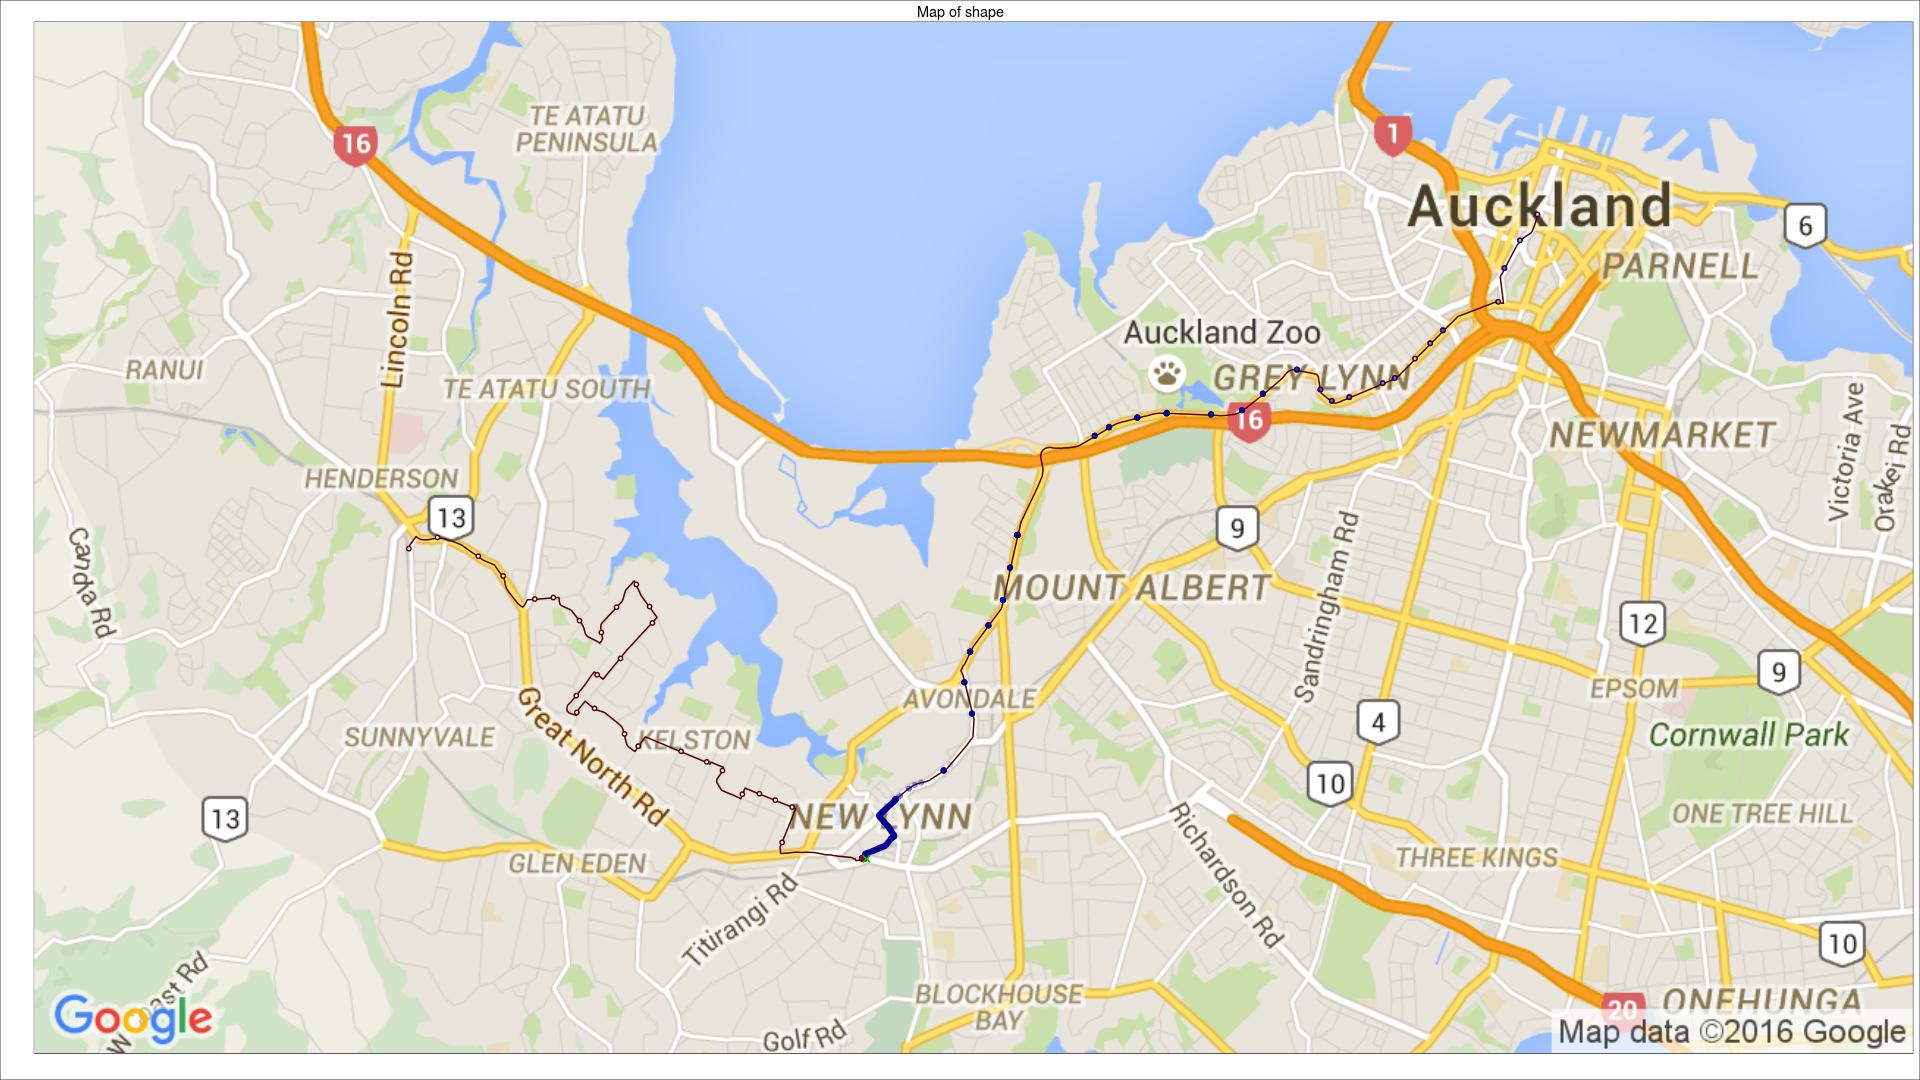 Map of shape
16
TE ATATU
PENINSULA
1
Auckland
6
PARNELL
Lincoln Rd
Auckland Zoo
RANUI
TE ATATU SOUTH
GREY LYNN
16
NEWMARKET
Victoria Ave
Orakei Rd
HENDERSON
13
9
Sandringham Rd
Candia Rd
MOUNT ALBERT
12
9
EPSOM
AVONDALE
Great North Rd
4
Cornwall Park
SUNNYVALE
KELSTON
10
13
NEW LYNN
ONE TREE HILL
Richardson Rd
GLEN EDEN
THREE KINGS
Titirangi Rd
10
BLOCKHOUSE
BAY
20
ONEHUNGA
Google
Golf Rd
Map data ©2016 Google